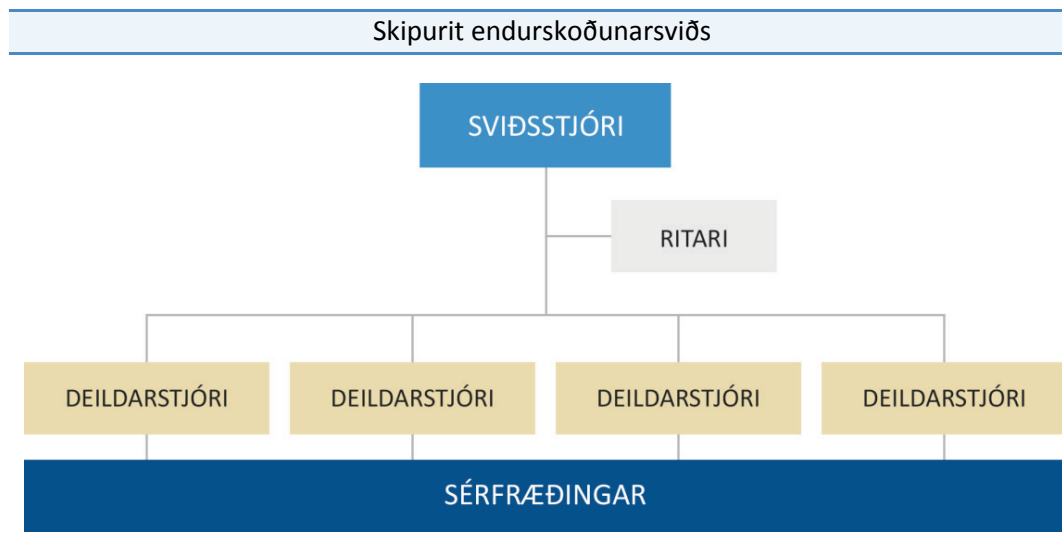 Skipurit endurskoðunarsviðs
SVIÐSSTJÓRI
RITARI
DEILDARSTJÓRI DEILDARSTJÓRI DEILDARSTJÓRI DEILDARSTJÓRI
SÉRFRÆÐINGAR